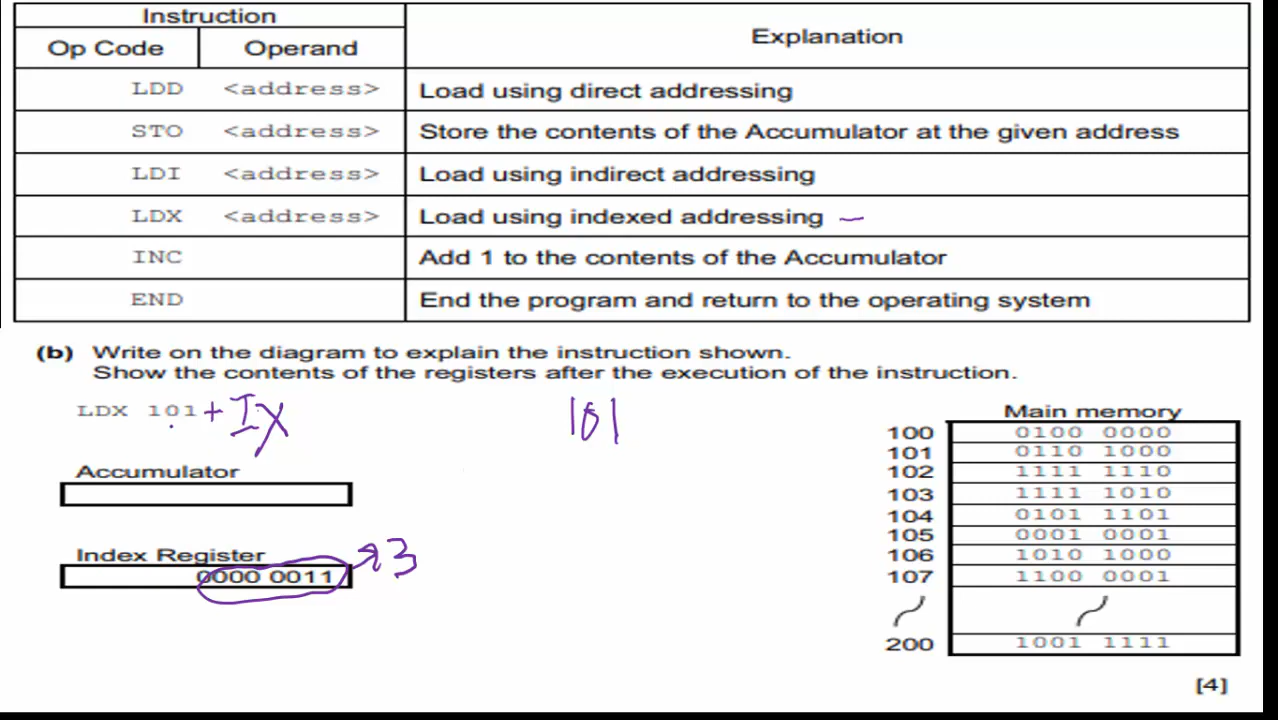 Instruction
Op Code Operand Explanation
LDD <address> Load using direct addressing
STO <address> Store the contents of the Accumulator at the given address
LDI <address> Load using indirect addressing
LDX <address> Load using indexed addressing
INC Add 1 to the contents of the Accumulator
END End the program and return to the operating system
(b) Write on the diagram to explain the instruction shown.
Show the contents of the registers after the execution of the instruction.
LDX 101 + IX 101
Accumulator
Index Register
0000 0011 3
Main memory
100 0100 0000
101 0110 1000
102 1111 1110
103 1111 1010
104 0101 1101
105 0001 0001
106 1010 1000
107 1100 0001
200 1001 1111
[4]